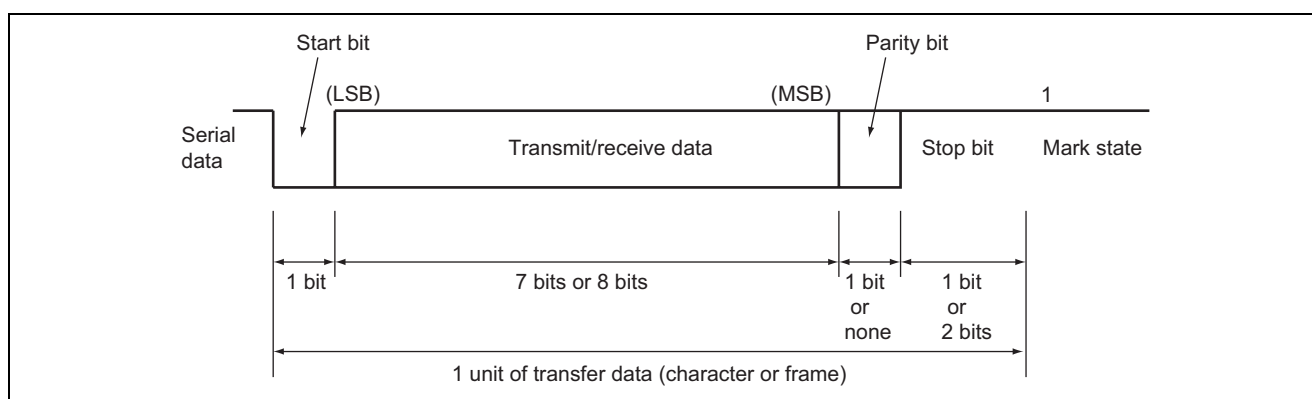 Start bit
Parity bit
(LSB)
(MSB)
1
Serial
data
Transmit/receive data
Stop bit
Mark state
1 bit
7 bits or 8 bits
1 bit
or
none
1 bit
or
2 bits
1 unit of transfer data (character or frame)